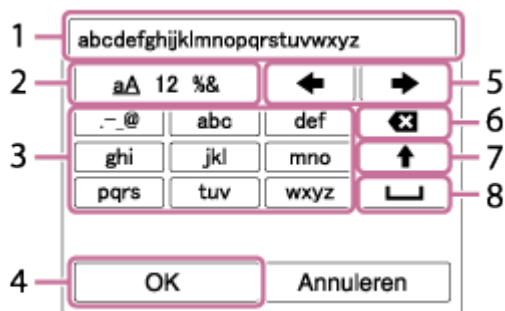 1 abcdefghijklmnopqrstuvwxyz
2 aA 12 %& 5
.-_@ abc def 6
3 ghi jkl mno 7
pqrs tuv wxyz 8
4 OK Annuleren